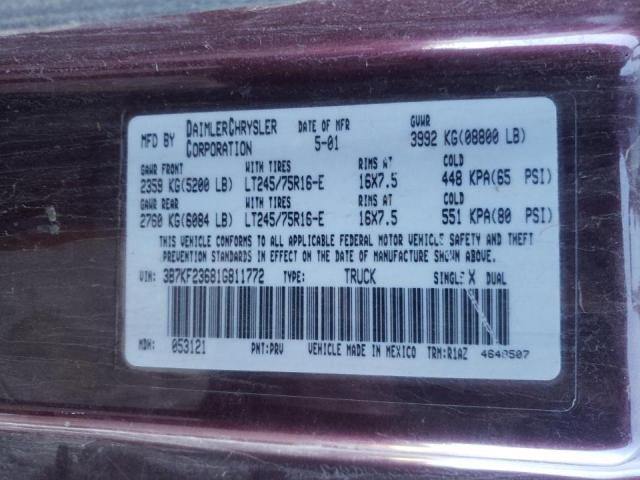 MFD BY DAIMLERCHRYSLER CORPORATION DATE OF MFR 5-01 GVWR 3992 KG(08800 LB)
GAWR FRONT WITH TIRES RIMS AT COLD
2359 KG(5200 LB) LT245/75R16-E 16X7.5 448 KPA(65 PSI)
GAWR REAR WITH TIRES RIMS AT COLD
2760 KG(6084 LB) LT245/75R16-E 16X7.5 551 KPA(80 PSI)
THIS VEHICLE CONFORMS TO ALL APPLICABLE FEDERAL MOTOR VEHICLE SAFETY AND THEFT
PREVENTION STANDARDS IN EFFECT ON THE DATE OF MANUFACTURE SHOWN ABOVE.
VIN: 3B7KF23681G811772 TYPE: TRUCK SINGLE X DUAL
MDH: 053121 PNT:PRV VEHICLE MADE IN MEXICO TRM:R1AZ